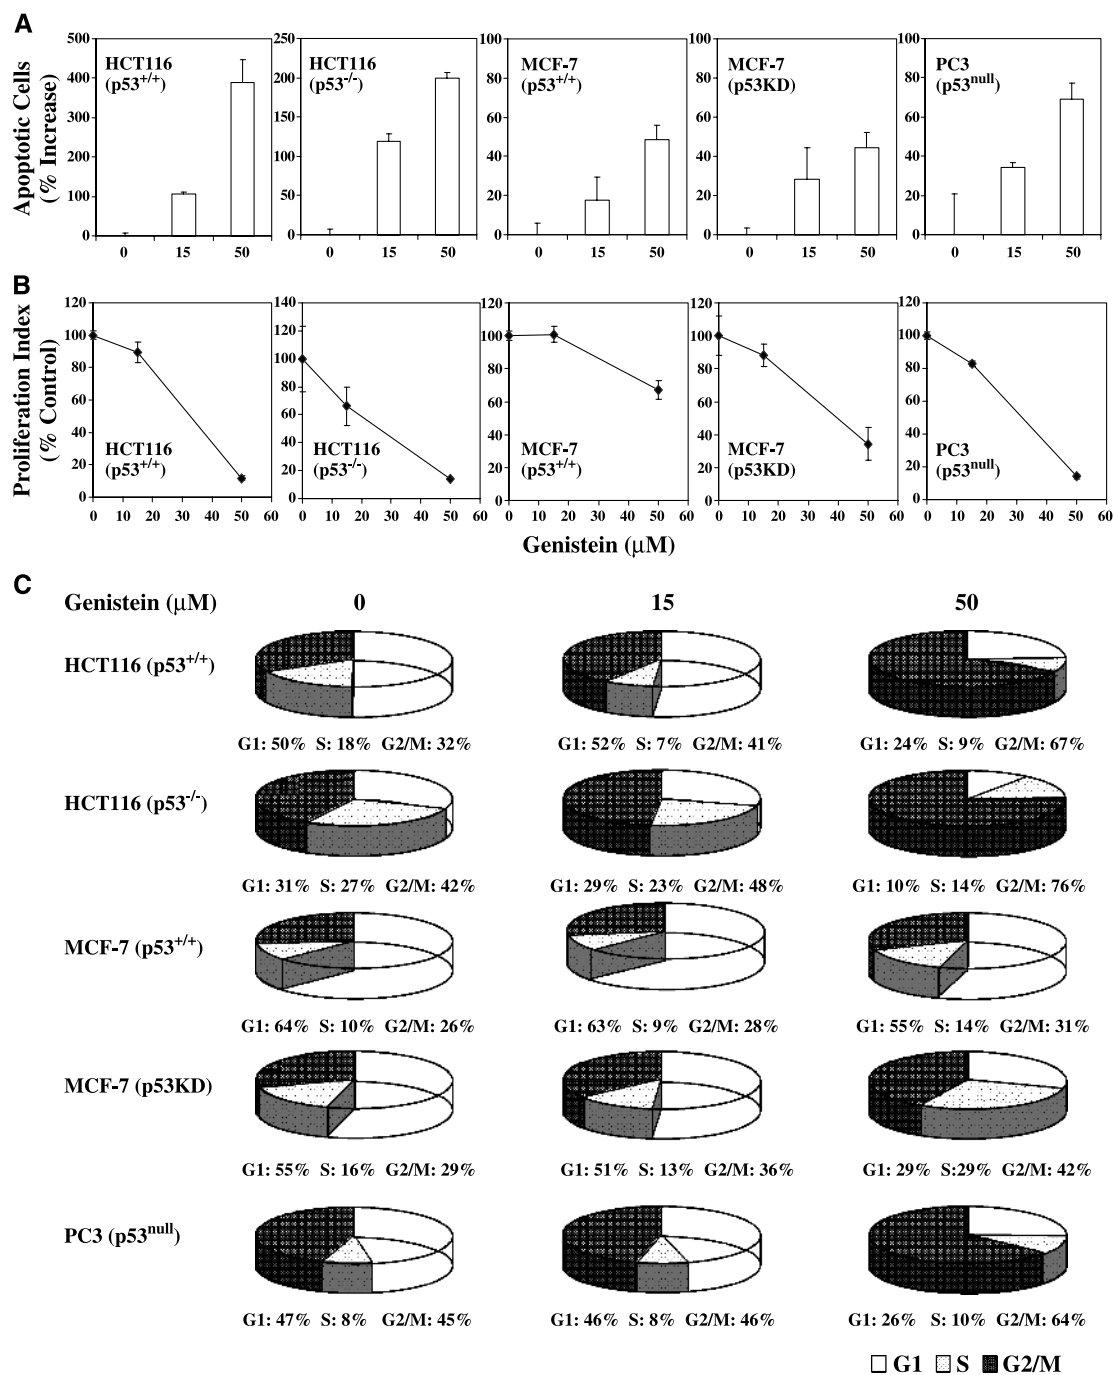 A
Apoptotic Cells
(% Increase)
500
400
300
200
100
0
HCT116
(p53+/+)
0 15 50
250
200
150
100
50
0
HCT116
(p53-/-)
0 15 50
100
80
60
40
20
0
MCF-7
(p53+/+)
0 15 50
100
80
60
40
20
0
MCF-7
(p53KD)
0 15 50
100
80
60
40
20
0
PC3
(p53null)
0 15 50
B
Proliferation Index
(% Control)
120
100
80
60
40
20
0
HCT116
(p53+/+)
0 10 20 30 40 50 60
140
120
100
80
60
40
20
0
HCT116
(p53-/-)
0 10 20 30 40 50 60
120
100
80
60
40
20
0
MCF-7
(p53+/+)
0 10 20 30 40 50 60
120
100
80
60
40
20
0
MCF-7
(p53KD)
0 10 20 30 40 50 60
120
100
80
60
40
20
0
PC3
(p53null)
0 10 20 30 40 50 60
Genistein (μM)
C
Genistein (μM) 0 15 50
HCT116 (p53+/+)
G1: 50% S: 18% G2/M: 32% G1: 52% S: 7% G2/M: 41% G1: 24% S: 9% G2/M: 67%
HCT116 (p53-/-)
G1: 31% S: 27% G2/M: 42% G1: 29% S: 23% G2/M: 48% G1: 10% S: 14% G2/M: 76%
MCF-7 (p53+/+)
G1: 64% S: 10% G2/M: 26% G1: 63% S: 9% G2/M: 28% G1: 55% S: 14% G2/M: 31%
MCF-7 (p53KD)
G1: 55% S: 16% G2/M: 29% G1: 51% S: 13% G2/M: 36% G1: 29% S:29% G2/M: 42%
PC3 (p53null)
G1: 47% S: 8% G2/M: 45% G1: 46% S: 8% G2/M: 46% G1: 26% S: 10% G2/M: 64%
G1 S G2/M